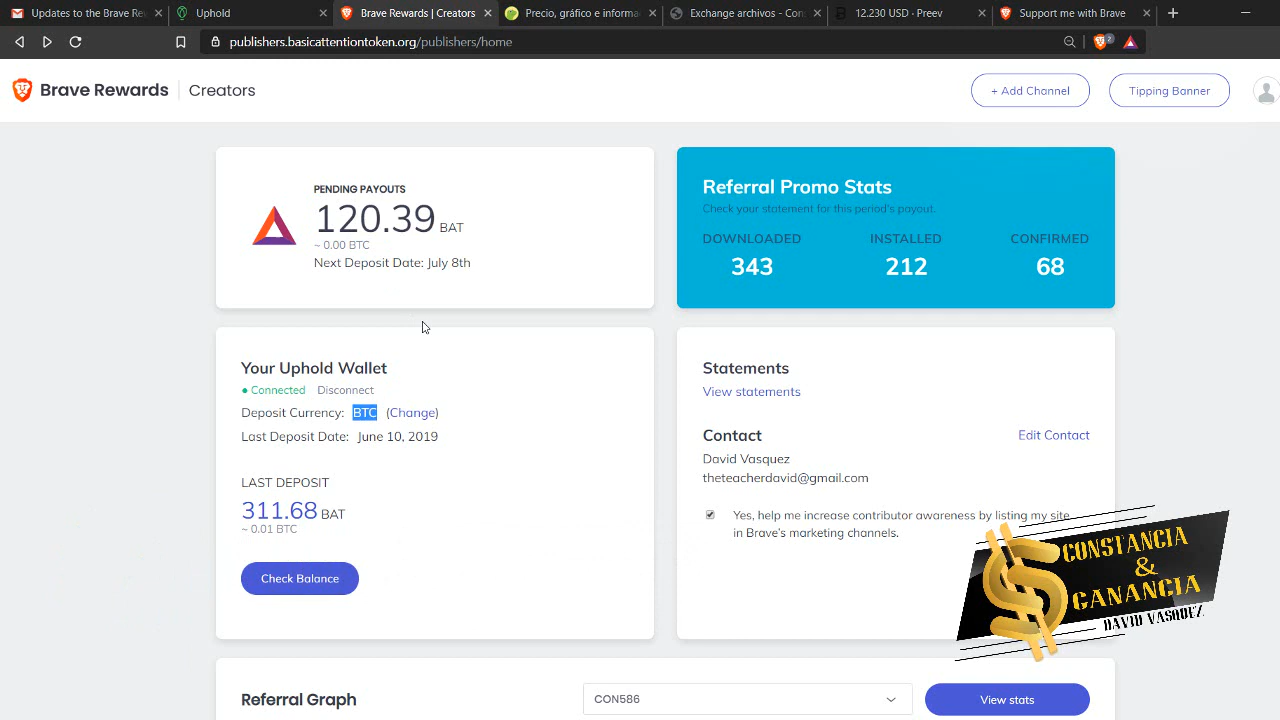 Updates to the Brave Rewards
Uphold
Brave Rewards | Creators
Precio, gráfico e informa
Exchange archivos - Con
12.230 USD - Preev
Support me with Brave
publishers.basicattentiontoken.org/publishers/home
2
Brave Rewards
Creators
+ Add Channel
Tipping Banner
PENDING PAYOUTS
120.39 BAT
~ 0.00 BTC
Next Deposit Date: July 8th
Referral Promo Stats
Check your statement for this period's payout.
DOWNLOADED INSTALLED CONFIRMED
343 212 68
Your Uphold Wallet
Connected Disconnect
Deposit Currency: BTC (Change)
Last Deposit Date: June 10, 2019
LAST DEPOSIT
311.68 BAT
~ 0.01 BTC
Check Balance
Statements
View statements
Contact
Edit Contact
David Vasquez
theteacherdavid@gmail.com
Yes, help me increase contributor awareness by listing my site
in Brave's marketing channels.
CONSTANCIA
&
GANANCIA
DAVID VASQUEZ
Referral Graph
CON586
View stats